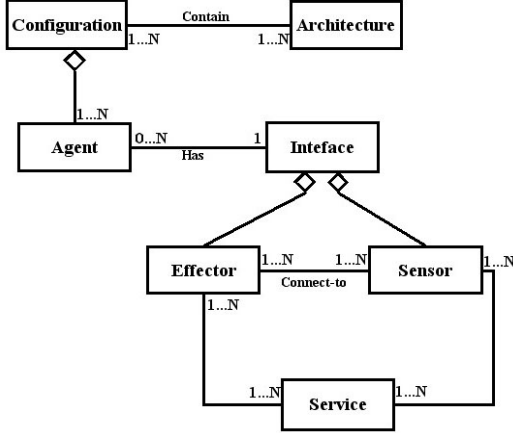 Contain
Configuration
Architecture
1...N
1...N
1...N
Agent
0...N
1
Inteface
Has
Effector
1...N
1...N
Sensor
1...N
Connect-to
1...N
1...N
1...N
Service